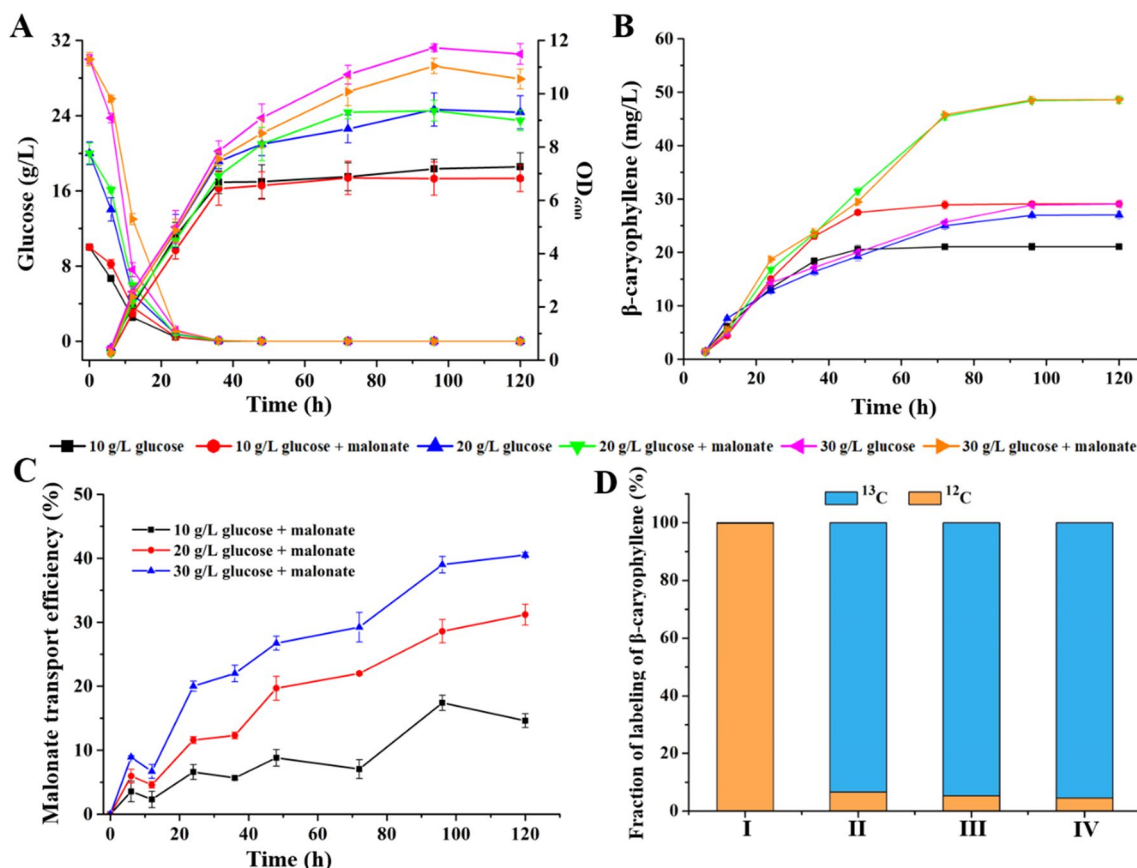 A
Glucose (g/L)
32
24
16
8
0
12
10
8
6
4
2
0
OD₆₀₀
0 20 40 60 80 100 120
Time (h)
B
β-caryophyllene (mg/L)
60
50
40
30
20
10
0
0 20 40 60 80 100 120
Time (h)
10 g/L glucose 10 g/L glucose + malonate 20 g/L glucose 20 g/L glucose + malonate 30 g/L glucose 30 g/L glucose + malonate
C
Malonate transport efficiency (%)
50
40
30
20
10
0
10 g/L glucose + malonate
20 g/L glucose + malonate
30 g/L glucose + malonate
0 20 40 60 80 100 120
Time (h)
D
Fraction of labeling of β-caryophyllene (%)
¹³C ¹²C
100
80
60
40
20
0
I II III IV